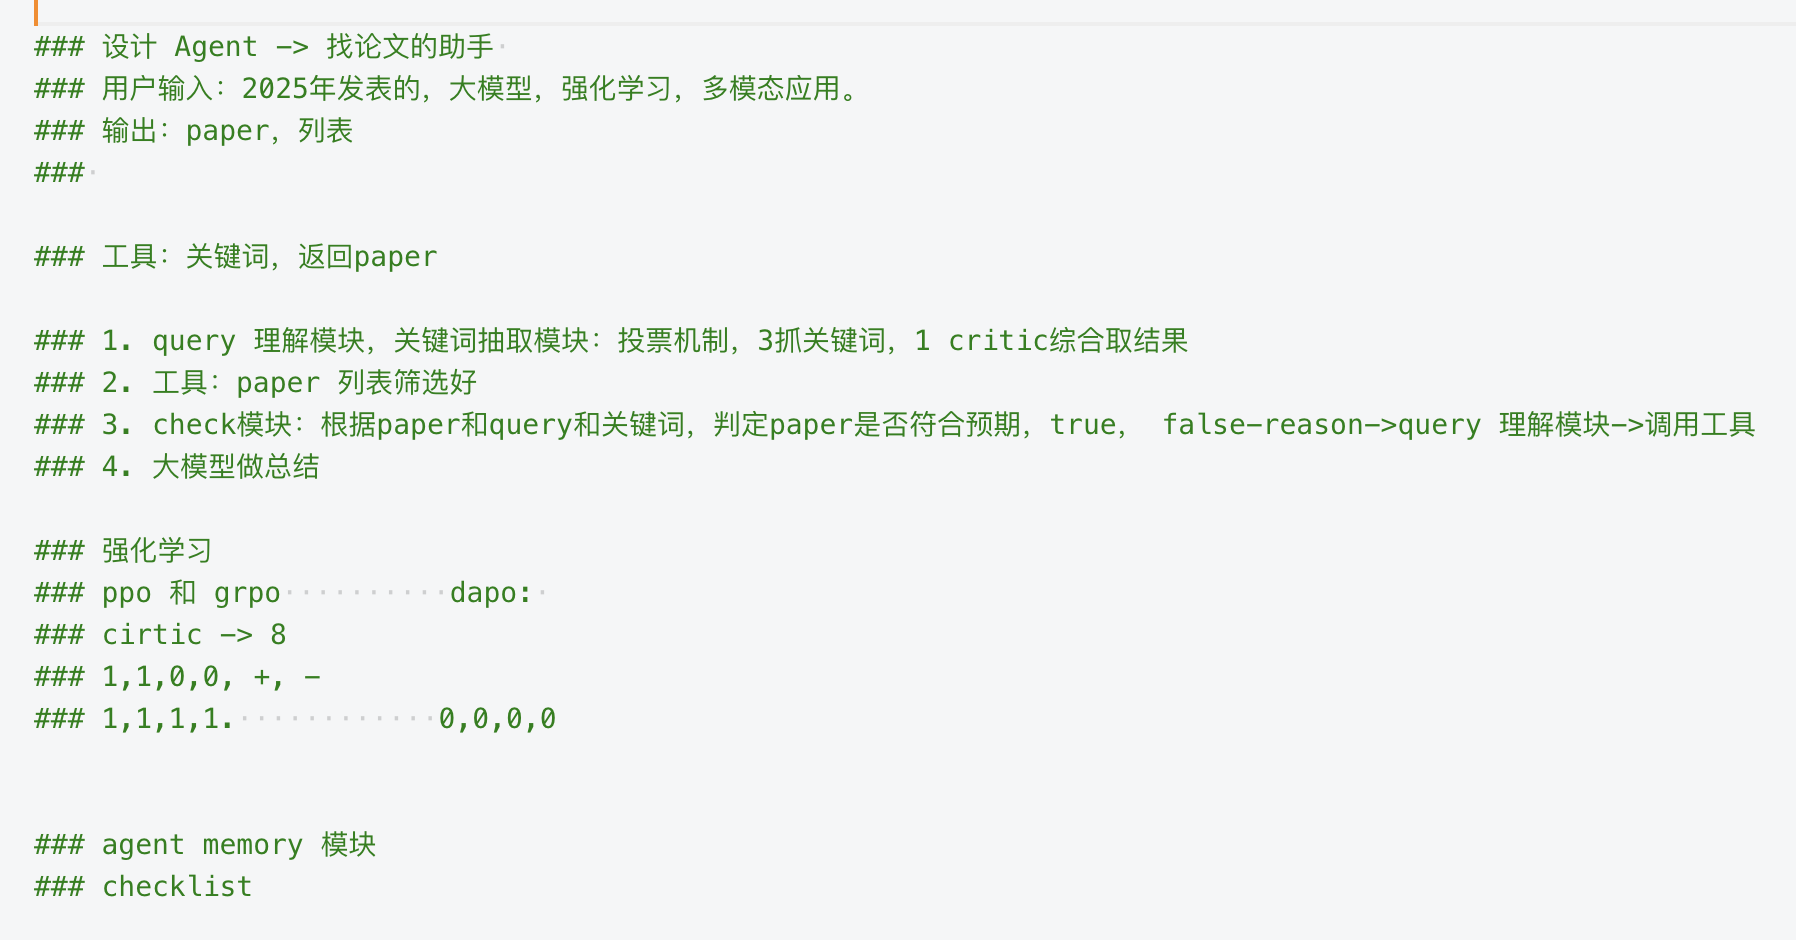 ### 设计 Agent -> 找论文的助手
### 用户输入：2025年发表的，大模型，强化学习，多模态应用。
### 输出：paper，列表
###
### 工具：关键词，返回paper
### 1. query 理解模块，关键词抽取模块：投票机制，3抓关键词，1 critic综合取结果
### 2. 工具：paper 列表筛选好
### 3. check模块：根据paper和query和关键词，判定paper是否符合预期，true， false-reason->query 理解模块->调用工具
### 4. 大模型做总结
### 强化学习
### ppo 和 grpo          dapo:
### cirtic -> 8
### 1,1,0,0, +, -
### 1,1,1,1.            0,0,0,0
### agent memory 模块
### checklist